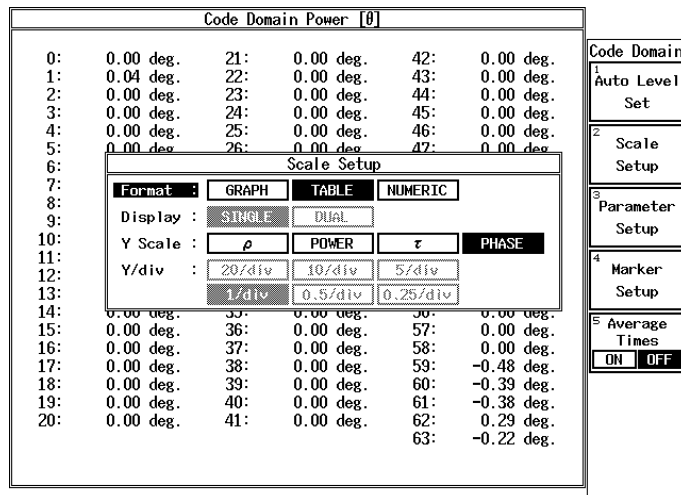 Code Domain Power [θ]
0: 0.00 deg. 21: 0.00 deg. 42: 0.00 deg.
1: 0.04 deg. 22: 0.00 deg. 43: 0.00 deg.
2: 0.00 deg. 23: 0.00 deg. 44: 0.00 deg.
3: 0.00 deg. 24: 0.00 deg. 45: 0.00 deg.
4: 0.00 deg. 25: 0.00 deg. 46: 0.00 deg.
5: 0.00 deg 26: 0.00 deg 47: 0.00 deg
6:
7:
8:
9:
10:
11:
12:
13:
Scale Setup
Format : GRAPH TABLE NUMERIC
Display : SINGLE DUAL
Y Scale : ρ POWER τ PHASE
Y/div : 20/div 10/div 5/div
1/div 0.5/div 0.25/div
14: 0.00 deg. 35: 0.00 deg. 56: 0.00 deg.
15: 0.00 deg. 36: 0.00 deg. 57: 0.00 deg.
16: 0.00 deg. 37: 0.00 deg. 58: 0.00 deg.
17: 0.00 deg. 38: 0.00 deg. 59: -0.48 deg.
18: 0.00 deg. 39: 0.00 deg. 60: -0.39 deg.
19: 0.00 deg. 40: 0.00 deg. 61: -0.38 deg.
20: 0.00 deg. 41: 0.00 deg. 62: 0.29 deg.
63: -0.22 deg.
Code Domain
1
Auto Level
Set
2
Scale
Setup
3
Parameter
Setup
4
Marker
Setup
5 Average
Times
ON OFF